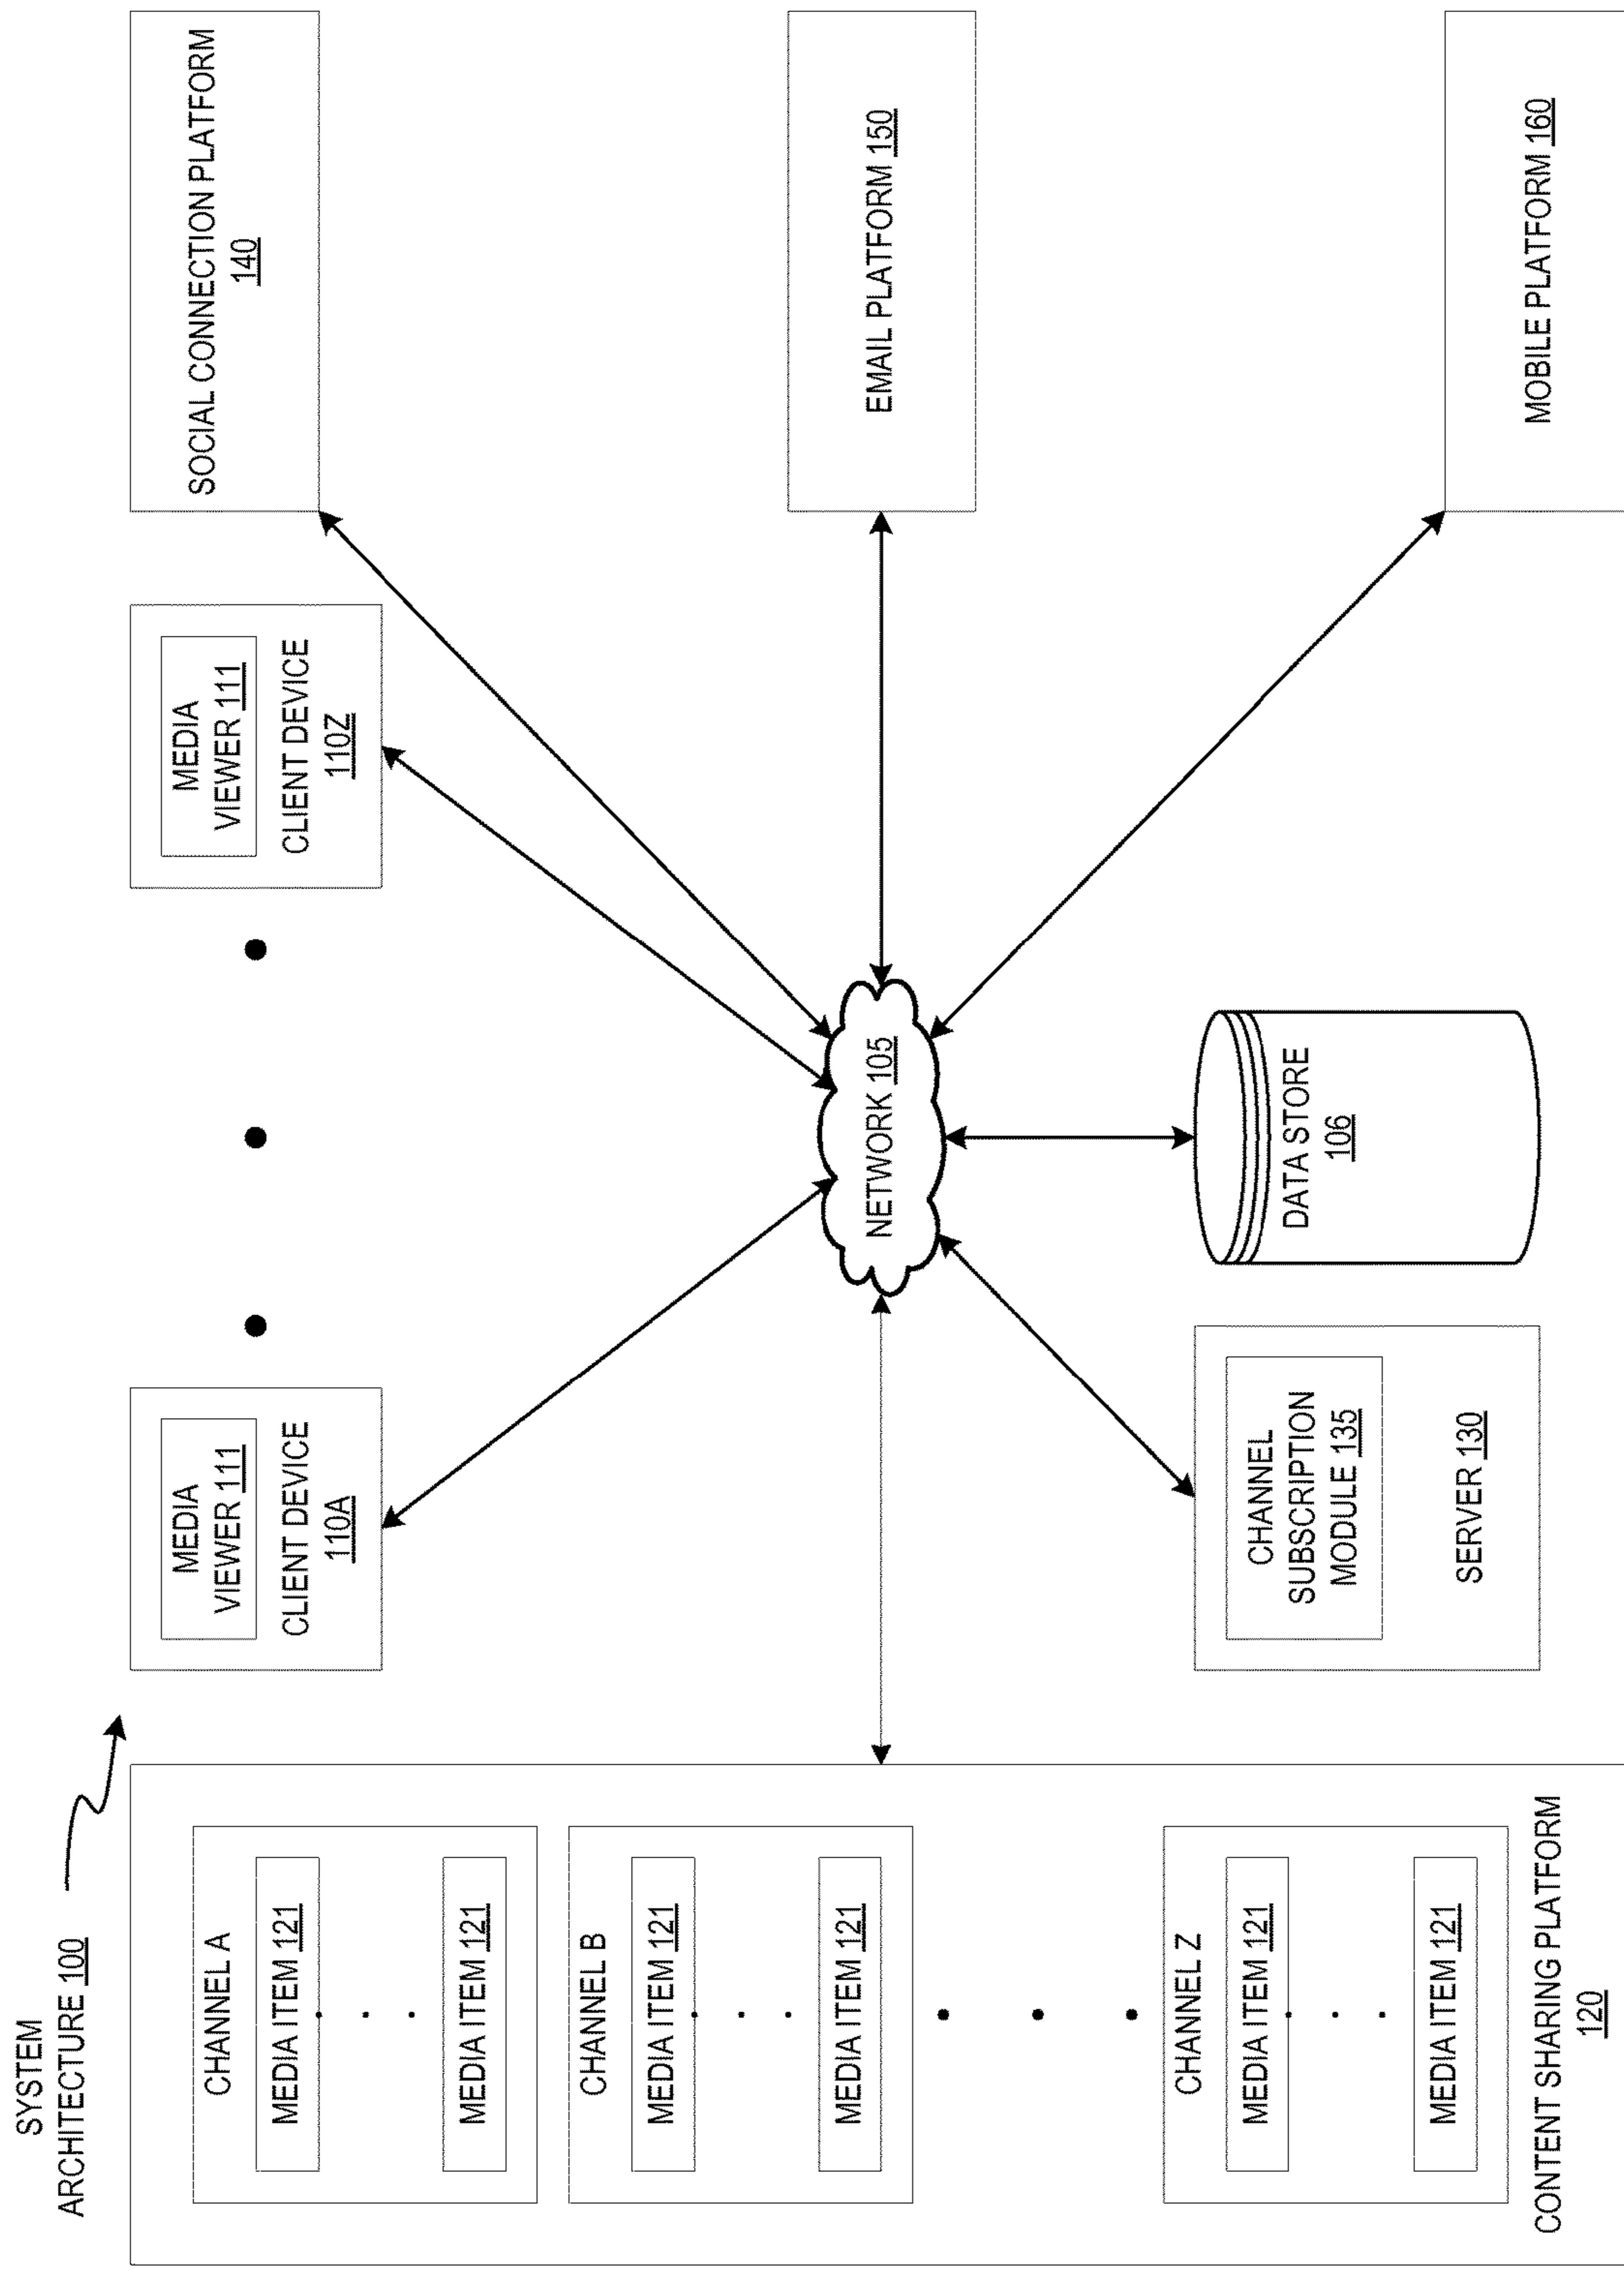 SYSTEM
ARCHITECTURE 100
CHANNEL A
MEDIA ITEM 121
MEDIA ITEM 121
CHANNEL B
MEDIA ITEM 121
MEDIA ITEM 121
CHANNEL Z
MEDIA ITEM 121
MEDIA ITEM 121
CONTENT SHARING PLATFORM
120
MEDIA
VIEWER 111
CLIENT DEVICE
110A
MEDIA
VIEWER 111
CLIENT DEVICE
110Z
NETWORK 105
CHANNEL
SUBSCRIPTION
MODULE 135
SERVER 130
DATA STORE
106
SOCIAL CONNECTION PLATFORM
140
EMAIL PLATFORM 150
MOBILE PLATFORM 160